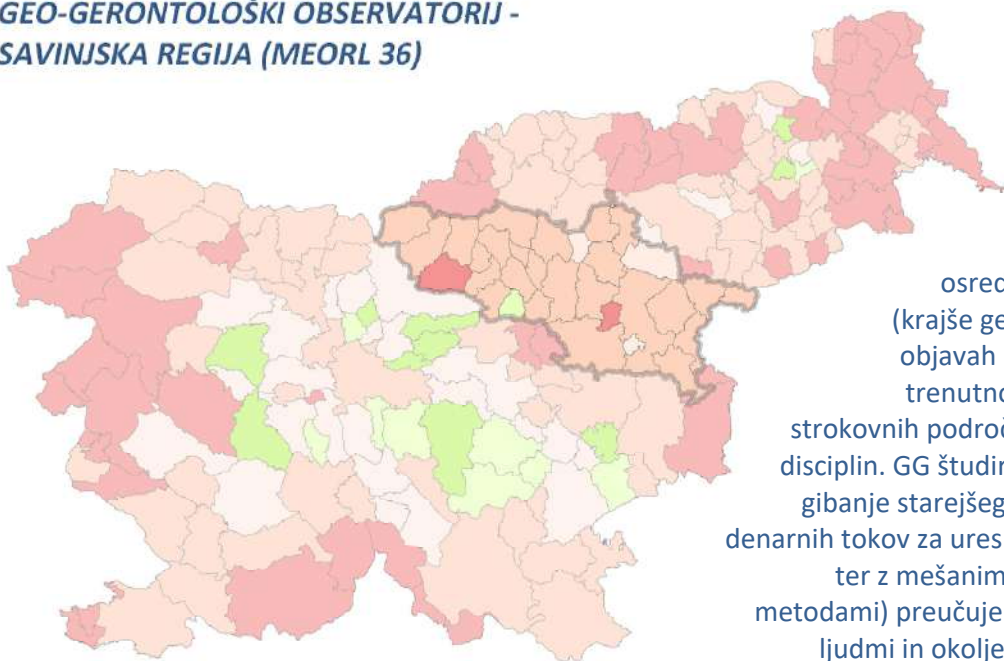 GEO-GERONTOLOŠKI OBSERVATORIJ -
SAVINJSKA REGIJA (MEORL 36)
osred
(krajše ge
objavah
trenutno
strokovnih področ
disciplin. GG študir
gibanje starejšeg
denarnih tokov za ures
ter z mešanim
metodami) preučuje
ljudmi in okolje